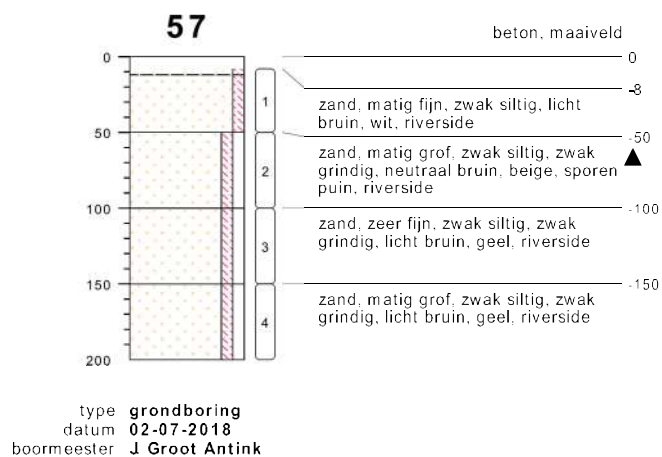 57
beton, maaiveld
0
0
-8
1
zand, matig fijn, zwak siltig, licht
bruin, wit, riverside
50
-50
2
zand, matig grof, zwak siltig, zwak
grindig, neutraal bruin, beige, sporen
puin, riverside
100
-100
3
zand, zeer fijn, zwak siltig, zwak
grindig, licht bruin, geel, riverside
150
-150
4
zand, matig grof, zwak siltig, zwak
grindig, licht bruin, geel, riverside
200
type grondboring
datum 02-07-2018
boormeester J Groot Antink